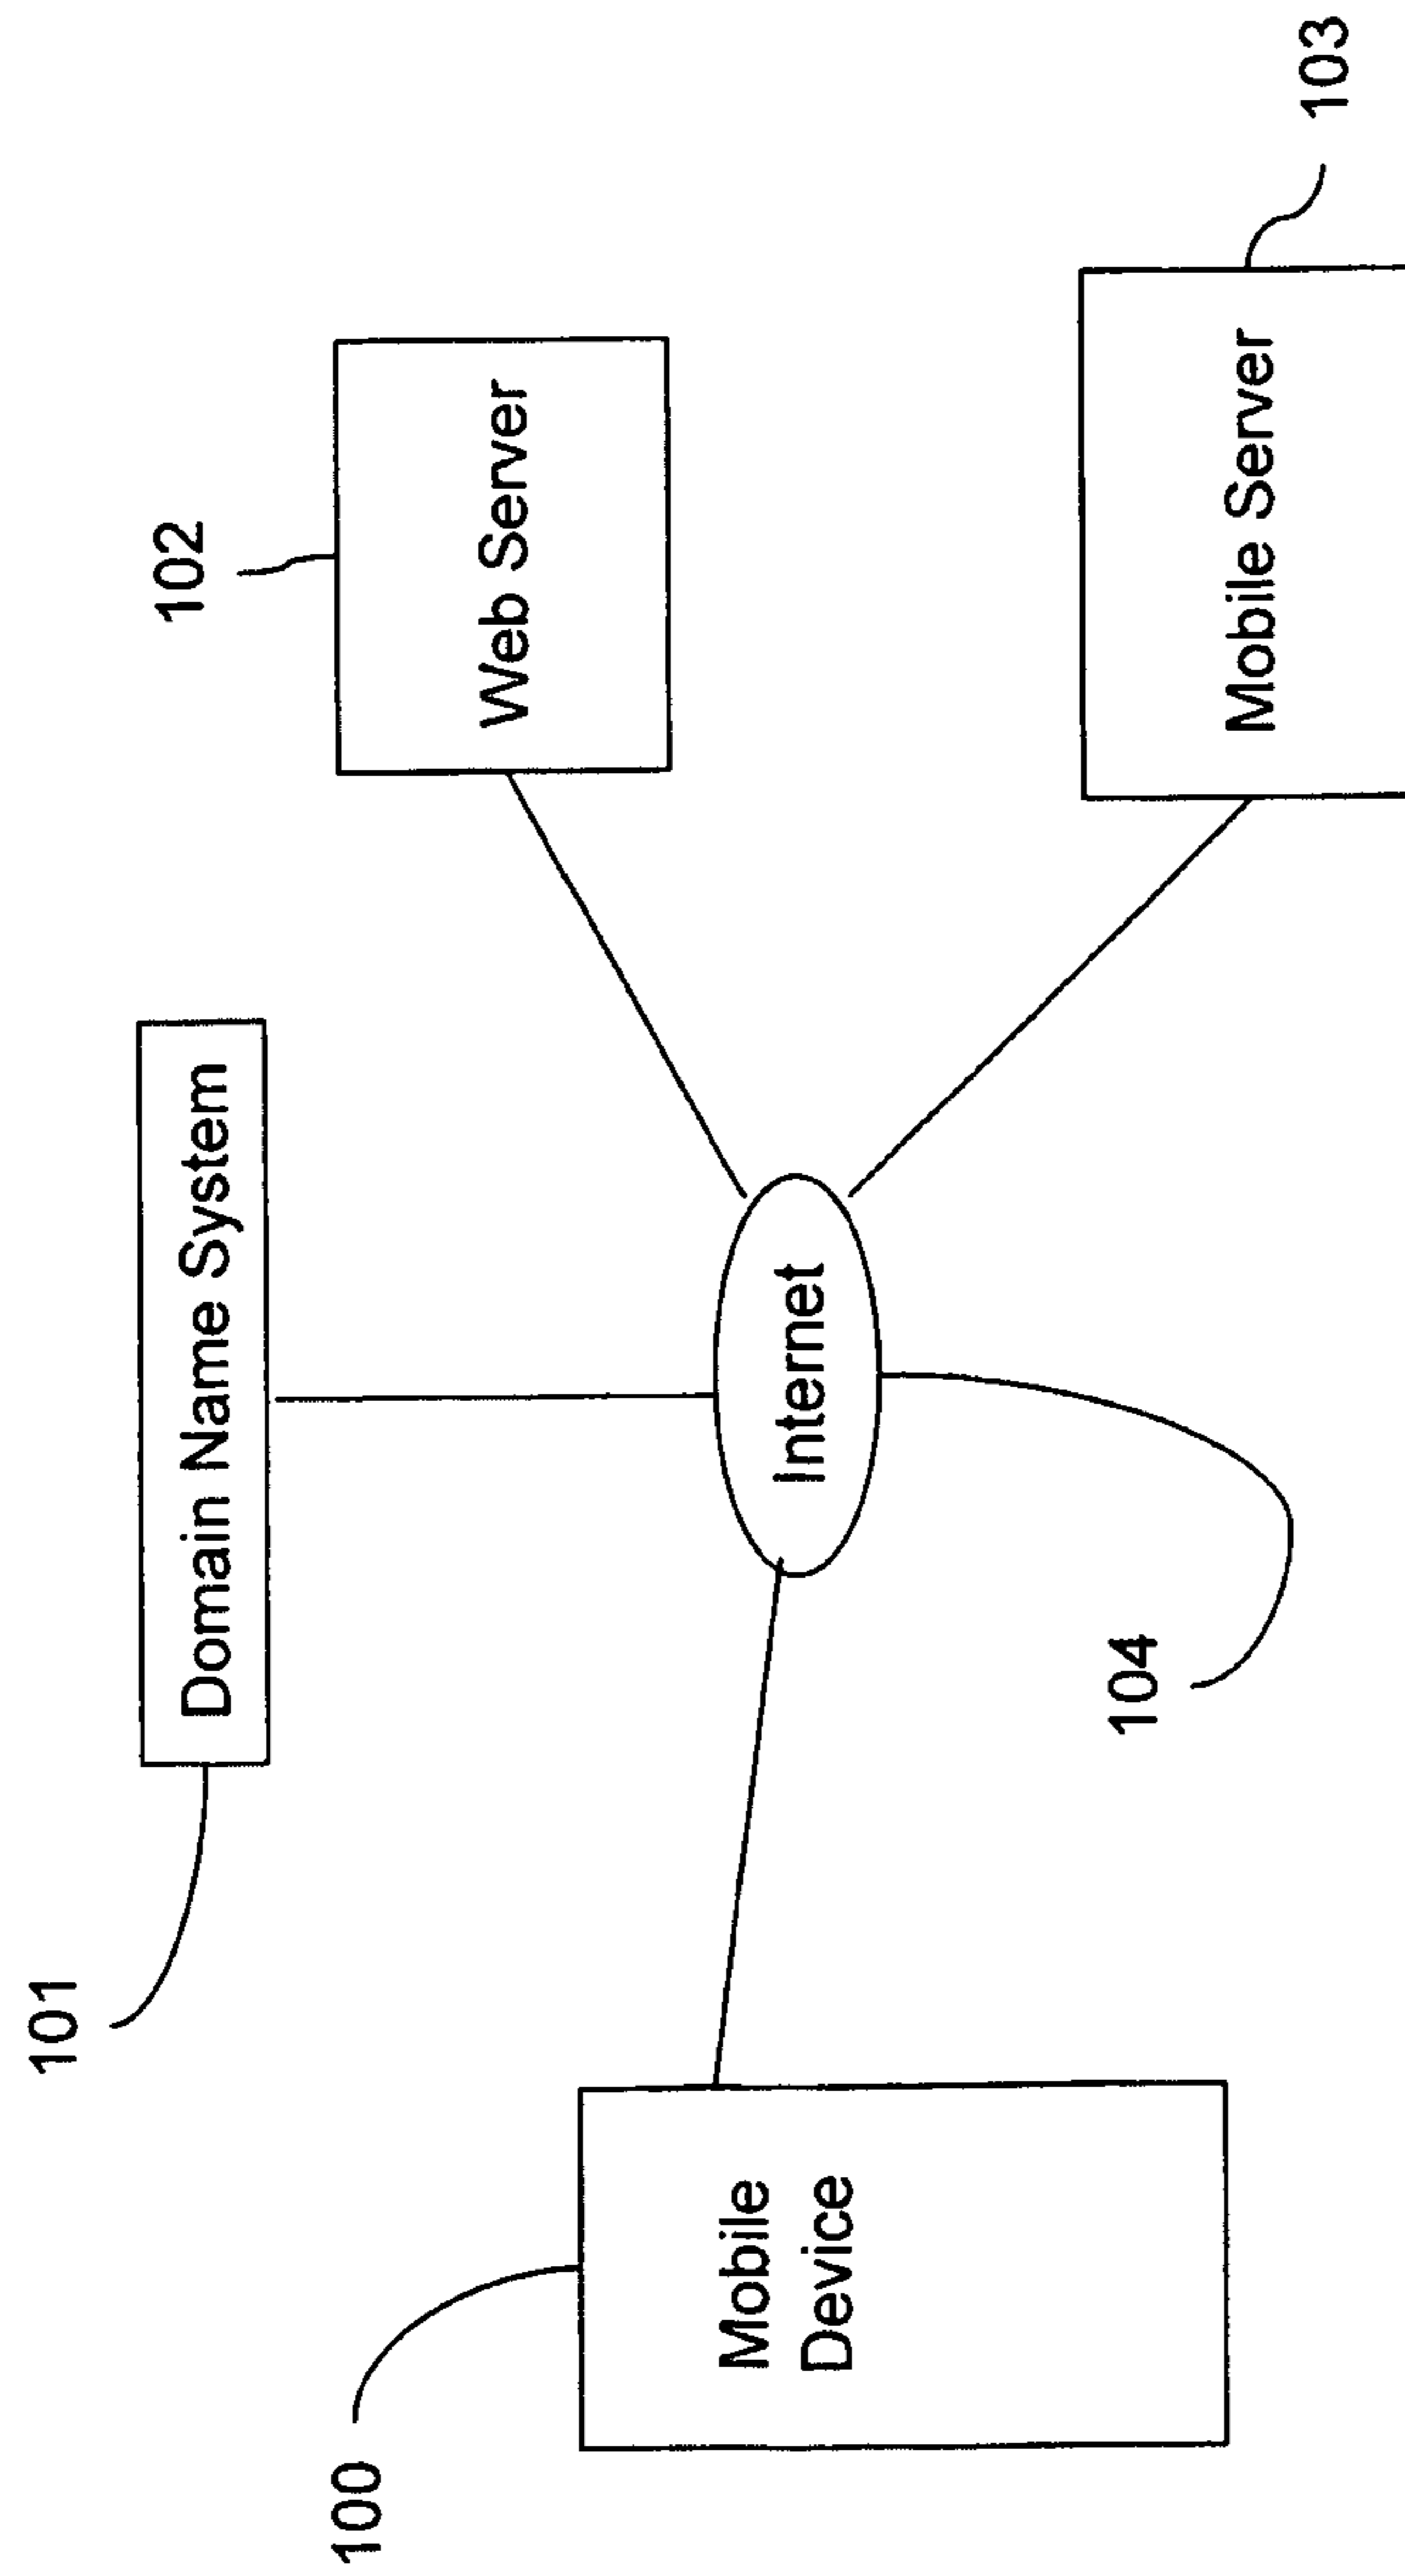 101
Domain Name System
102
Web Server
100
Mobile
Device
Internet
104
Mobile Server
103